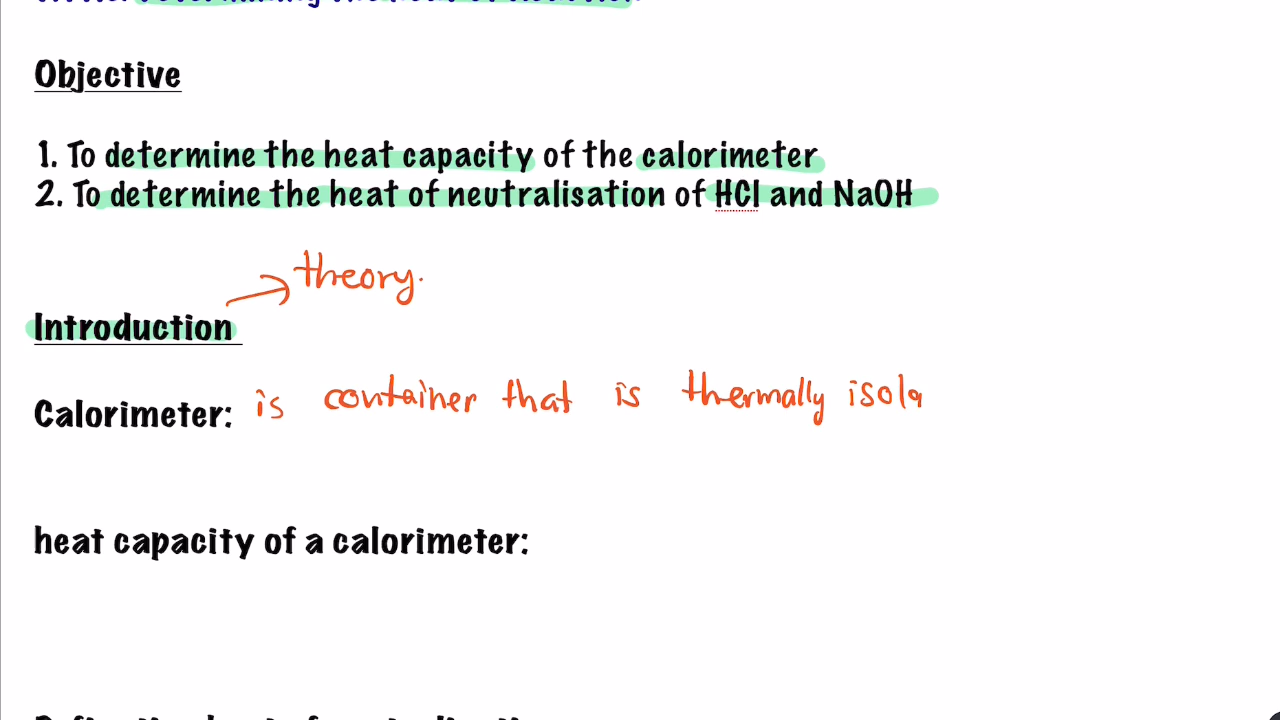 Objective
1. To determine the heat capacity of the calorimeter
2. To determine the heat of neutralisation of HCl and NaOH
theory.
Introduction
Calorimeter: is container that is thermally isola
heat capacity of a calorimeter: